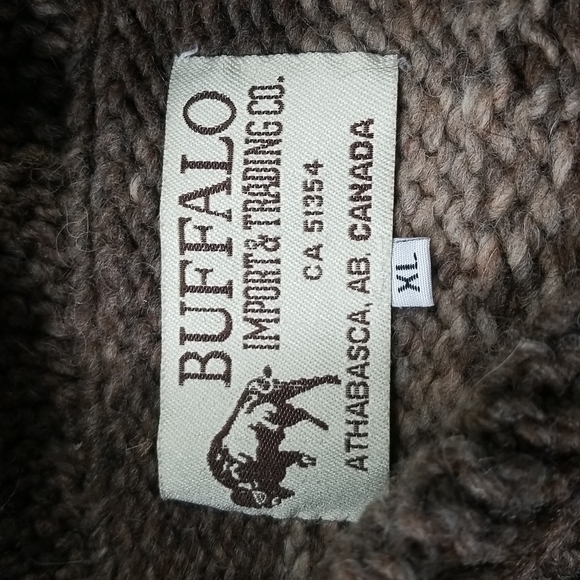 BUFFALO
IMPORT & TRADING CO.
CA 51354
ATHABASCA, AB. CANADA
XL